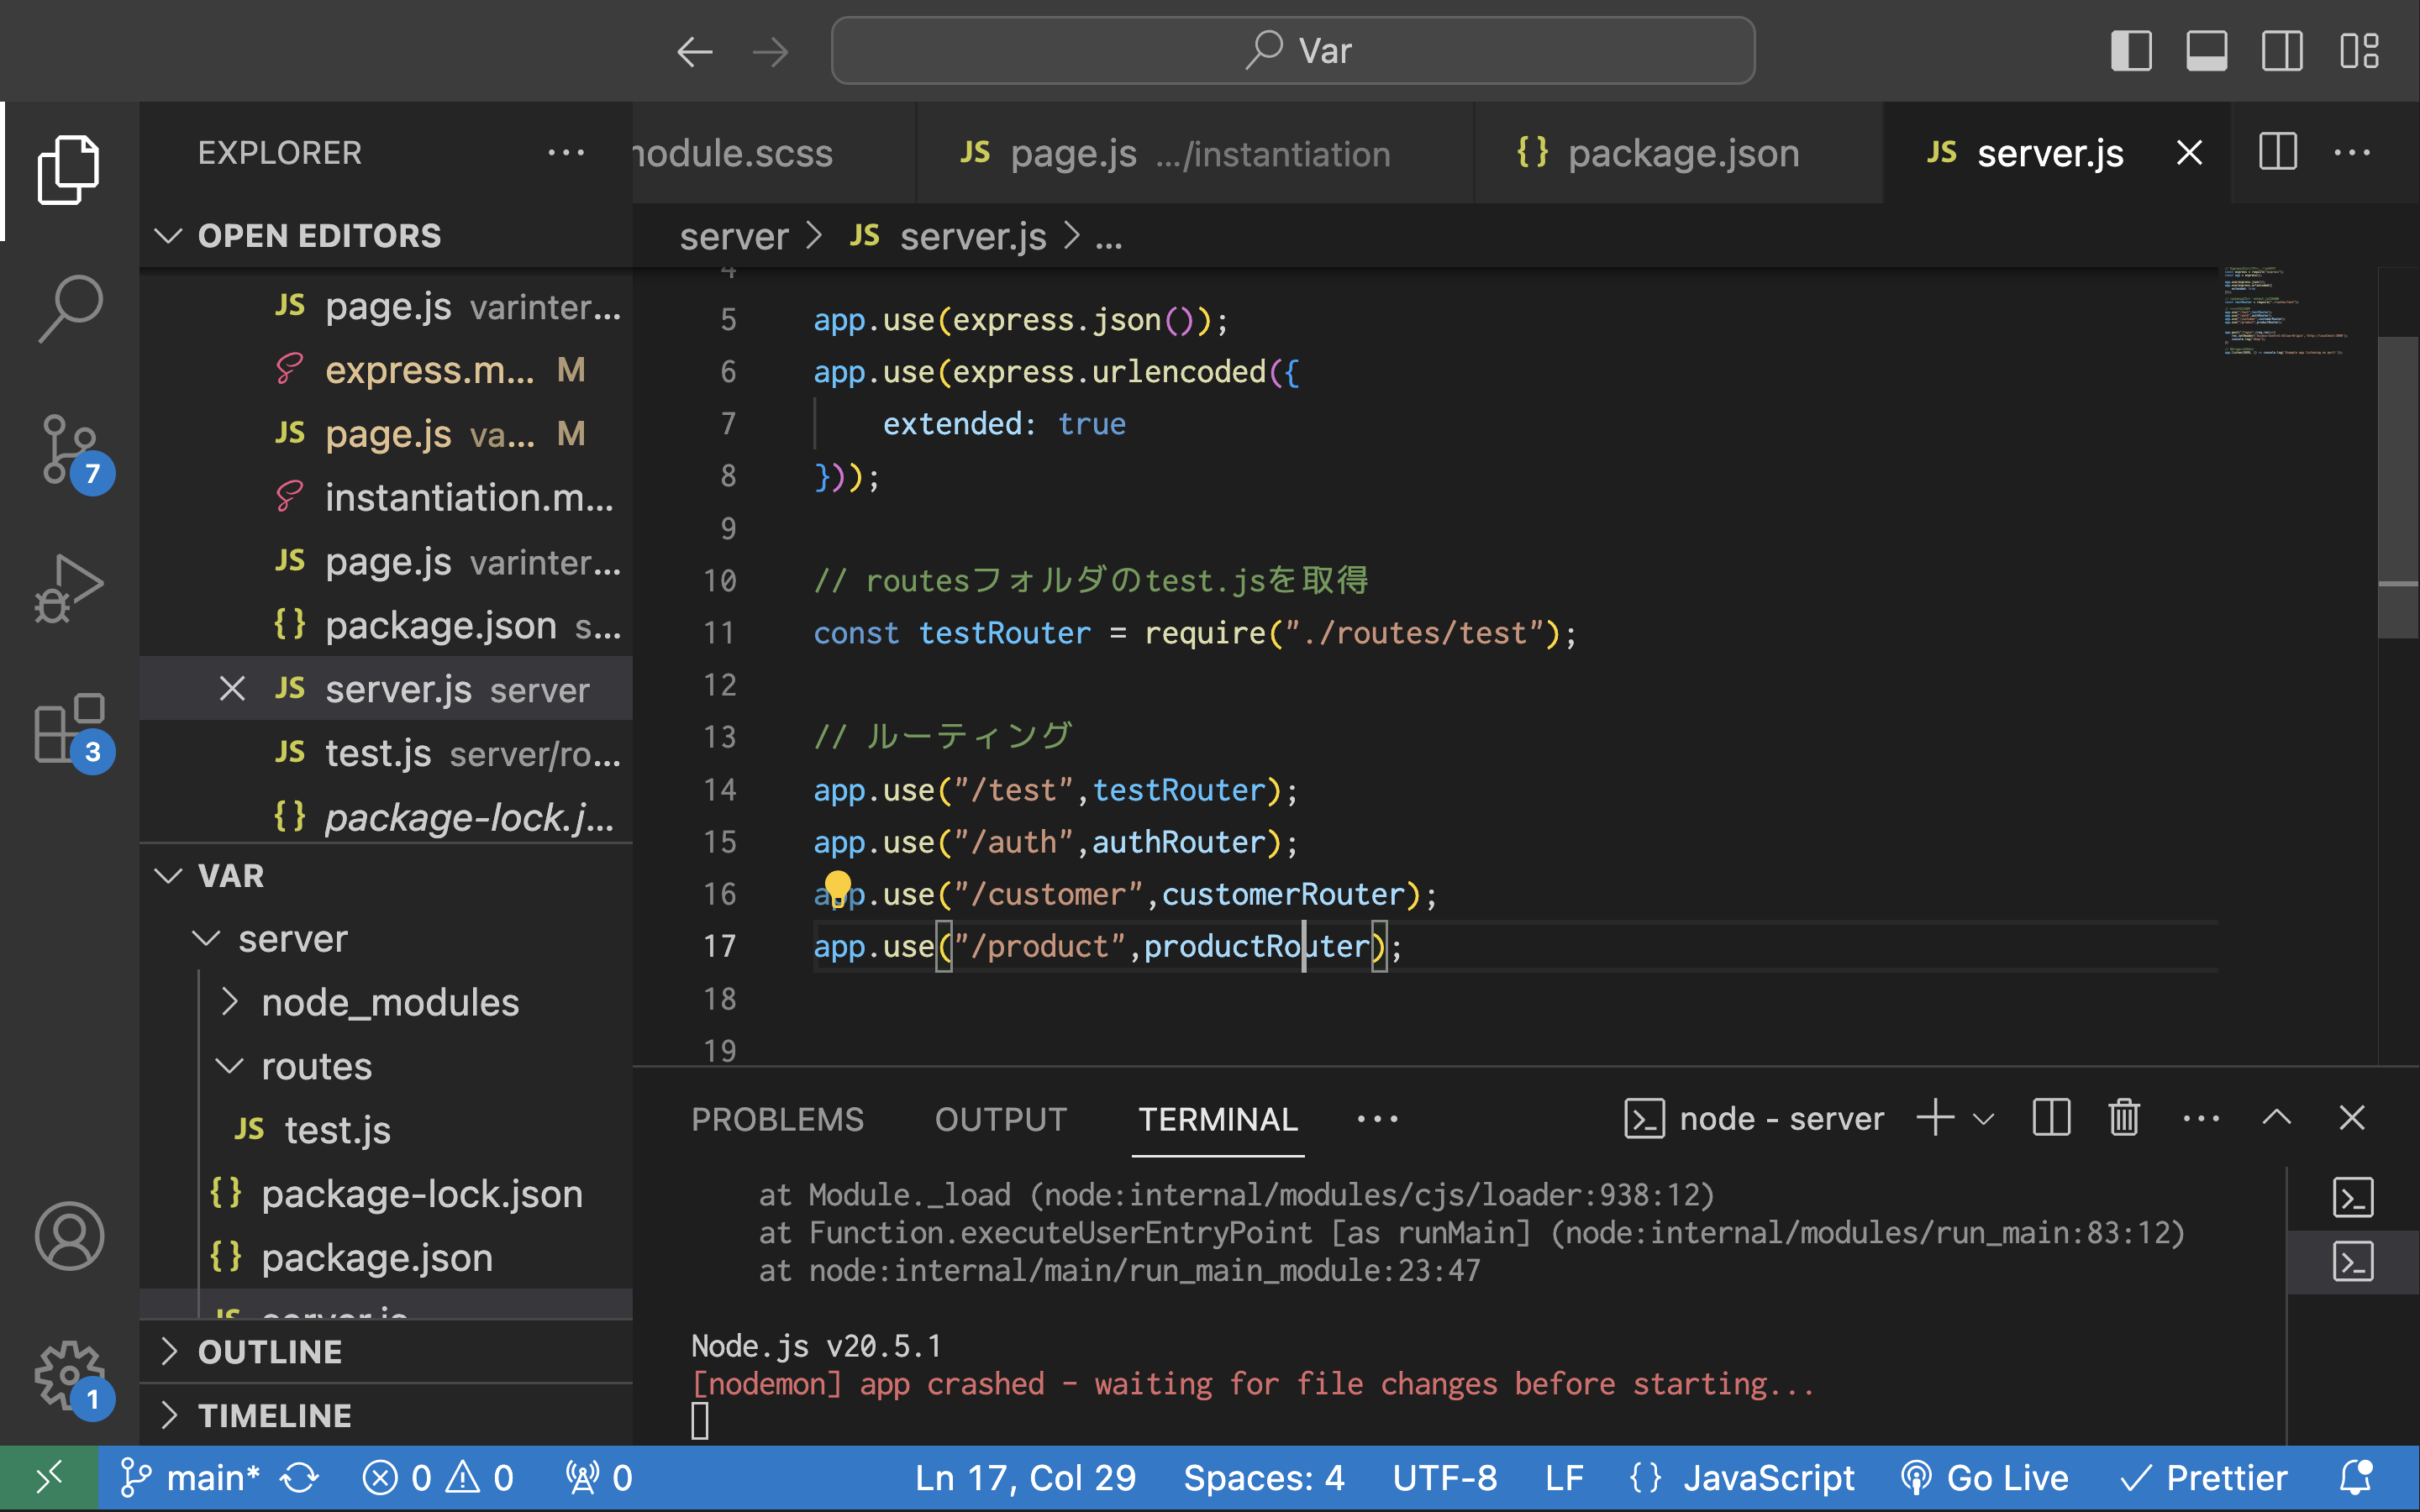 Var
EXPLORER
OPEN EDITORS
JS page.js varinter...
express.m... M
JS page.js va... M
instantiation.m...
JS page.js varinter...
{} package.json s...
JS server.js server
JS test.js server/ro...
{} package-lock.j...
VAR
server
node_modules
routes
JS test.js
{} package-lock.json
{} package.json
JS server.js
OUTLINE
TIMELINE
7
3
1
nodule.scss
JS page.js .../instantiation
{} package.json
JS server.js
server > JS server.js > ...
4
5 app.use(express.json());
6 app.use(express.urlencoded({
7 extended: true
8 }));
9
10 // routesフォルダのtest.jsを取得
11 const testRouter = require("./routes/test");
12
13 // ルーティング
14 app.use("/test",testRouter);
15 app.use("/auth",authRouter);
16 app.use("/customer",customerRouter);
17 app.use("/product",productRouter);
18
19
PROBLEMS OUTPUT TERMINAL ... node - server
at Module._load (node:internal/modules/cjs/loader:938:12)
at Function.executeUserEntryPoint [as runMain] (node:internal/modules/run_main:83:12)
at node:internal/main/run_main_module:23:47
Node.js v20.5.1
[nodemon] app crashed - waiting for file changes before starting...
main* 0 0 0 Ln 17, Col 29 Spaces: 4 UTF-8 LF {} JavaScript Go Live Prettier